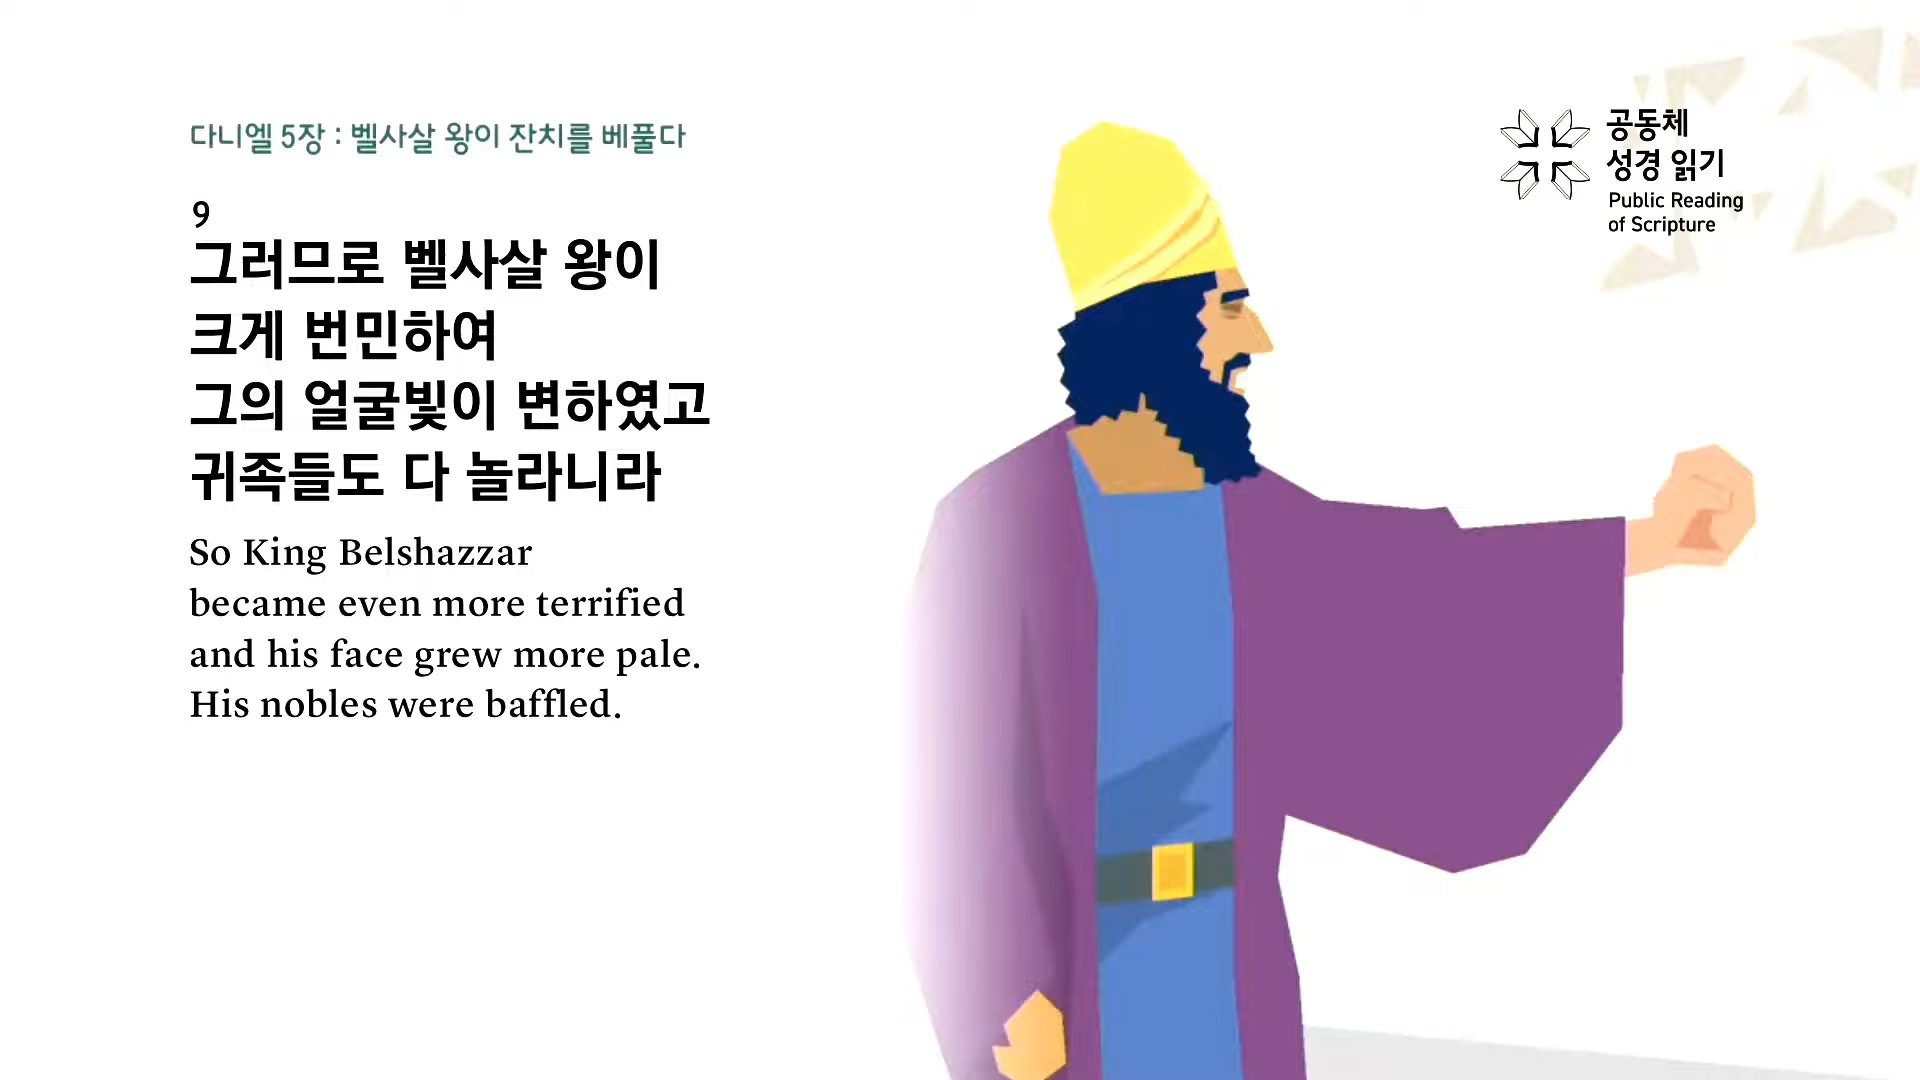 다니엘 5장 : 벨사살 왕이 잔치를 베풀다
9
그러므로 벨사살 왕이
크게 번민하여
그의 얼굴빛이 변하였고
귀족들도 다 놀라니라
So King Belshazzar
became even more terrified
and his face grew more pale.
His nobles were baffled.
공동체
성경 읽기
Public Reading
of Scripture